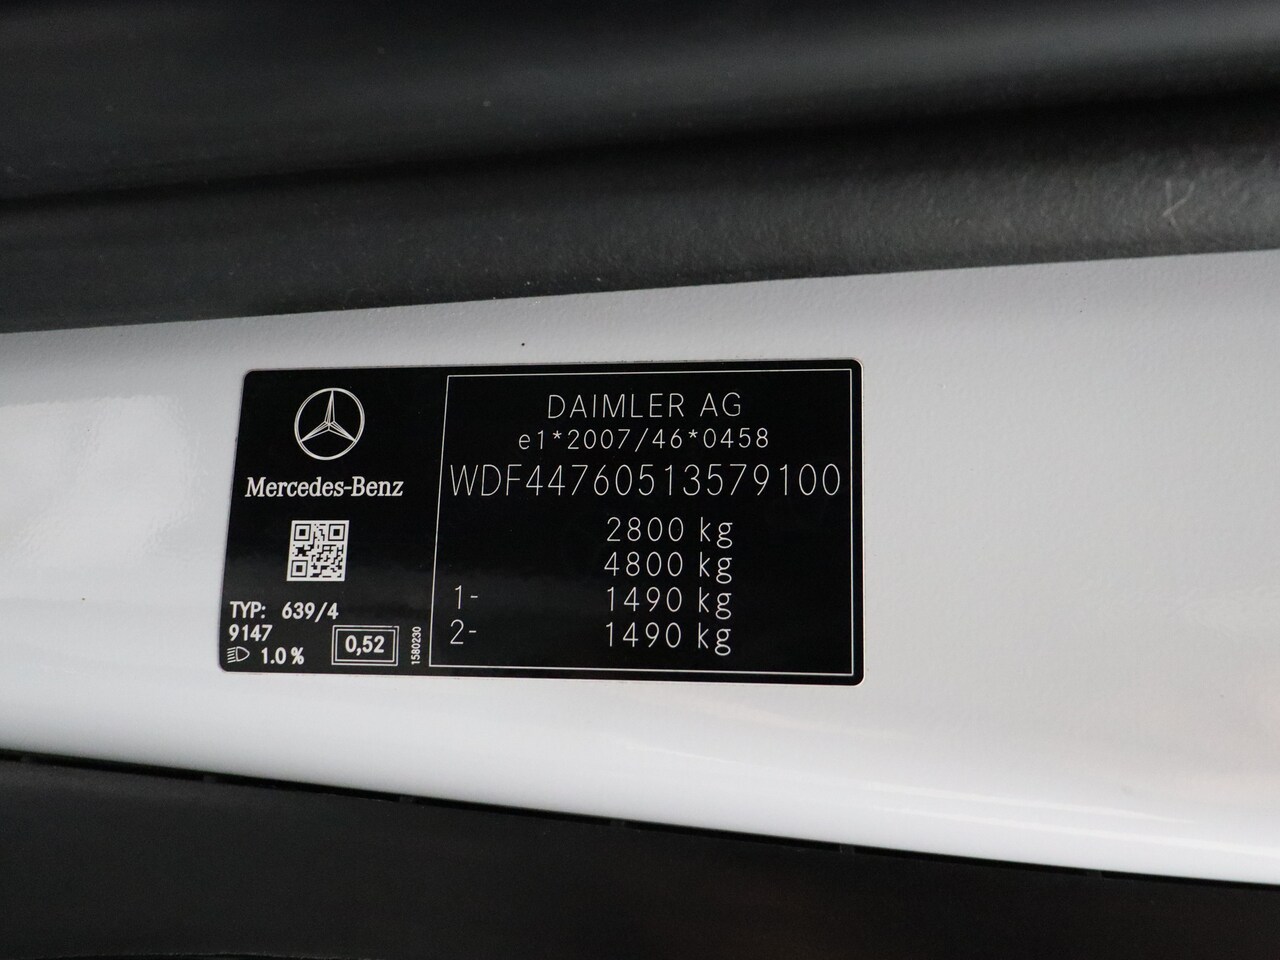 Mercedes-Benz
TYP: 639/4
9147
1.0 %
0,52
1580230
DAIMLER AG
e1*2007/46*0458
WDF44760513579100
2800 kg
4800 kg
1- 1490 kg
2- 1490 kg